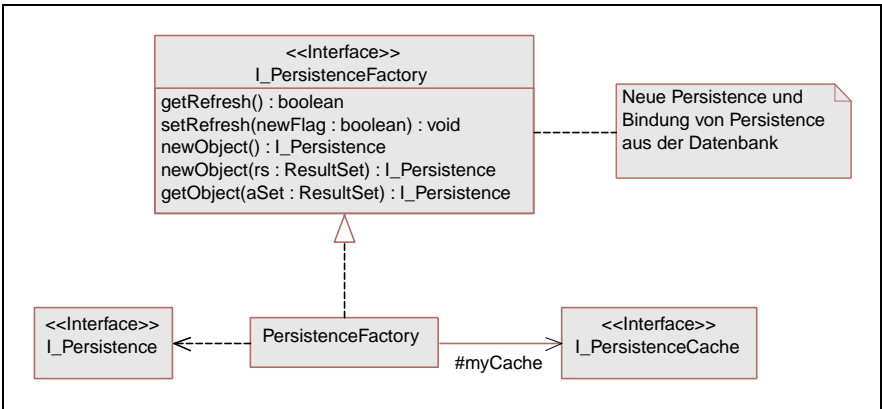 <<Interface>>
I_PersistenceFactory
getRefresh() : boolean
setRefresh(newFlag : boolean) : void
newObject() : I_Persistence
newObject(rs : ResultSet) : I_Persistence
getObject(aSet : ResultSet) : I_Persistence
Neue Persistence und
Bindung von Persistence
aus der Datenbank
<<Interface>>
I_Persistence
PersistenceFactory
#myCache
<<Interface>>
I_PersistenceCache